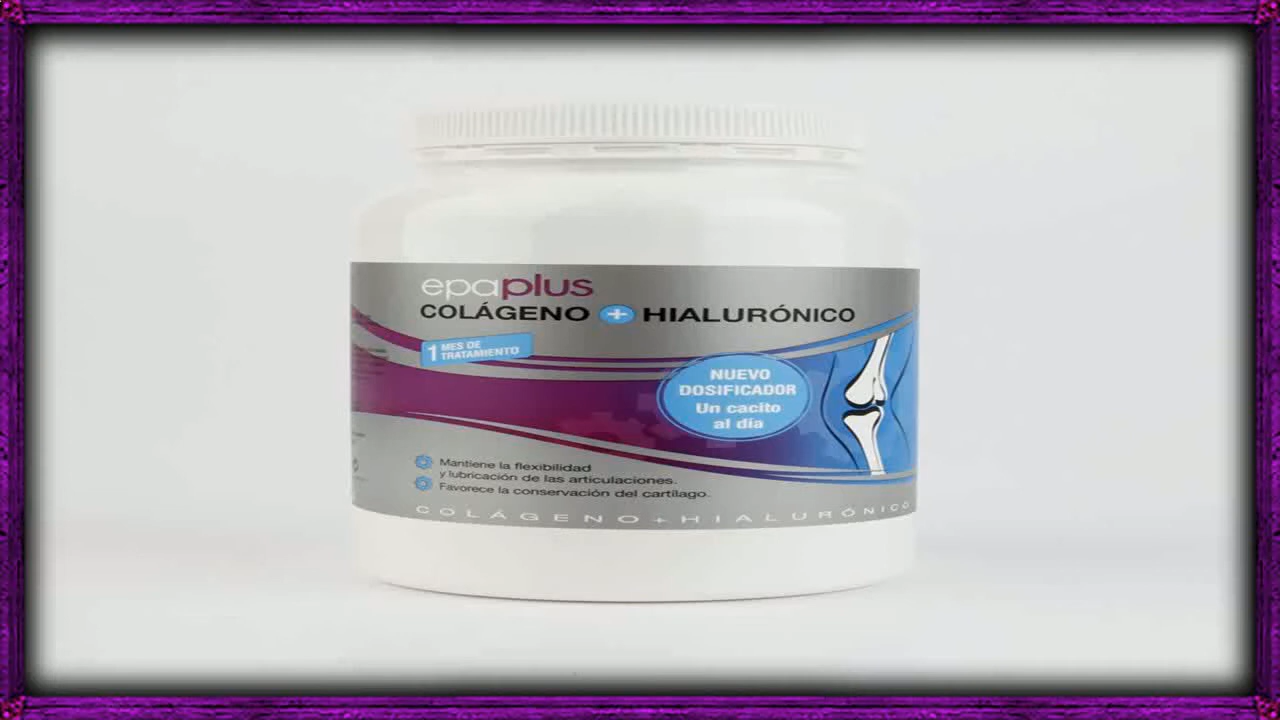 epaplus
COLÁGENO + HIALURÓNICO
1 MES DE
TRATAMIENTO
NUEVO
DOSIFICADOR
Un cacito
al día
Mantiene la flexibilidad
y lubricación de las articulaciones.
Favorece la conservación del cartílago.
COLÁGENO+HIALURÓNICO